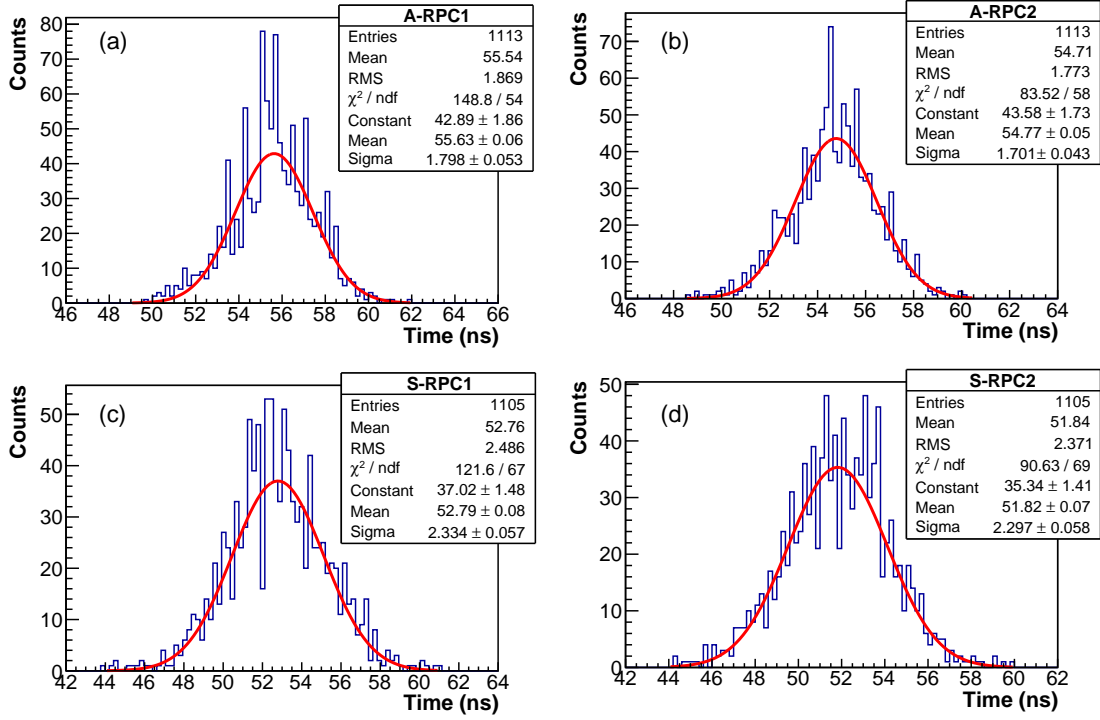 A-RPC1
Entries 1113
Mean 55.54
RMS 1.869
χ² / ndf 148.8 / 54
Constant 42.89 ± 1.86
Mean 55.63 ± 0.06
Sigma 1.798 ± 0.053
(a)
Counts
80
70
60
50
40
30
20
10
0
46 48 50 52 54 56 58 60 62 64 66
Time (ns)
A-RPC2
Entries 1113
Mean 54.71
RMS 1.773
χ² / ndf 83.52 / 58
Constant 43.58 ± 1.73
Mean 54.77 ± 0.05
Sigma 1.701 ± 0.043
(b)
Counts
70
60
50
40
30
20
10
0
46 48 50 52 54 56 58 60 62 64
Time (ns)
S-RPC1
Entries 1105
Mean 52.76
RMS 2.486
χ² / ndf 121.6 / 67
Constant 37.02 ± 1.48
Mean 52.79 ± 0.08
Sigma 2.334 ± 0.057
(c)
Counts
50
40
30
20
10
0
42 44 46 48 50 52 54 56 58 60 62 64
Time (ns)
S-RPC2
Entries 1105
Mean 51.84
RMS 2.371
χ² / ndf 90.63 / 69
Constant 35.34 ± 1.41
Mean 51.82 ± 0.07
Sigma 2.297 ± 0.058
(d)
Counts
50
40
30
20
10
0
42 44 46 48 50 52 54 56 58 60 62 64
Time (ns)